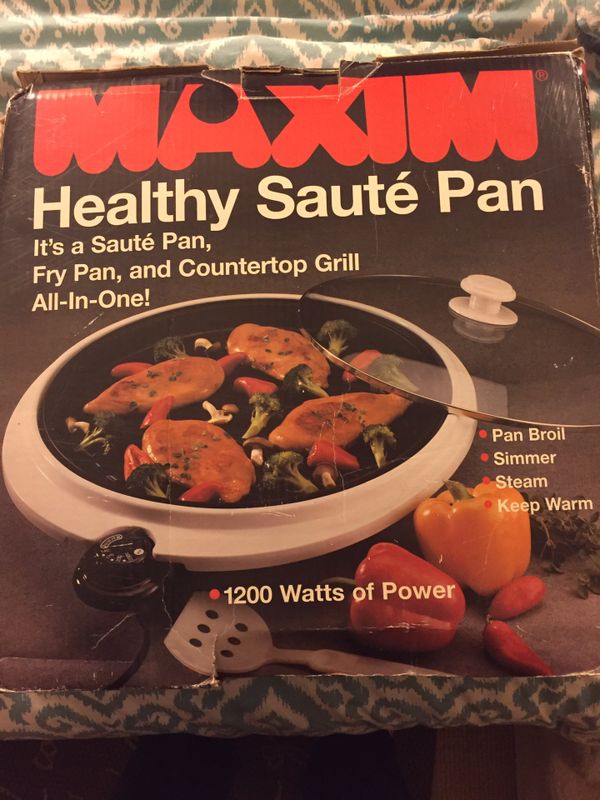 MAXIM®
Healthy Sauté Pan
It's a Sauté Pan,
Fry Pan, and Countertop Grill
All-In-One!
• Pan Broil
• Simmer
• Steam
• Keep Warm
• 1200 Watts of Power